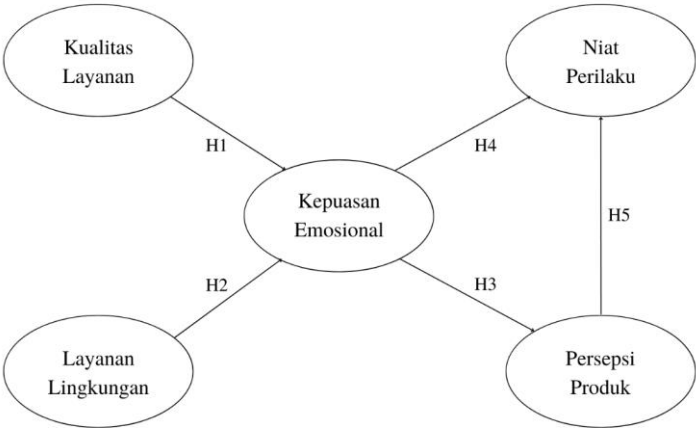 Kualitas
Layanan
Niat
Perilaku
H1
H4
Kepuasan
Emosional
H5
H2
H3
Layanan
Lingkungan
Persepsi
Produk